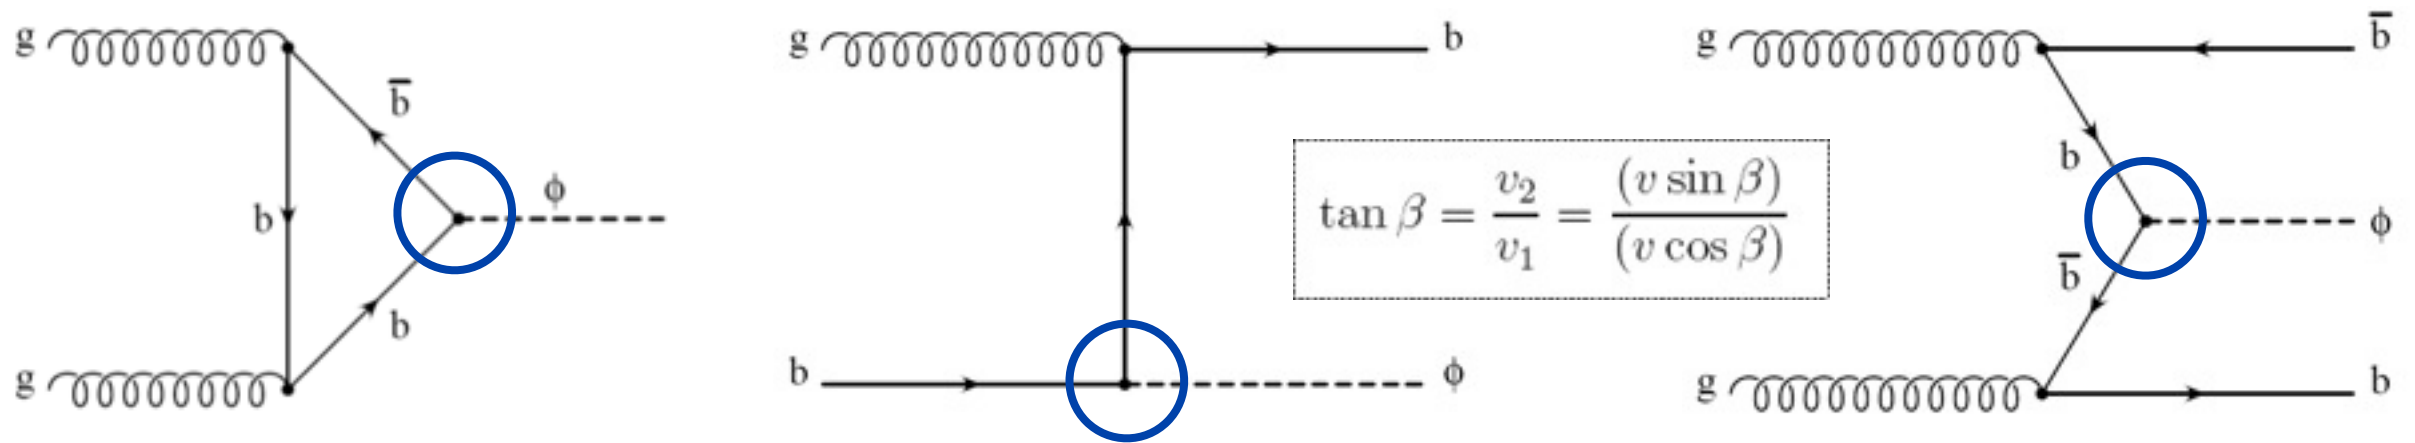 g
b̄
b
b
g
ϕ
g
b
b
ϕ
tan β = v₂/v₁ = (v sin β)/(v cos β)
g
b̄
b
b̄
ϕ
g
b